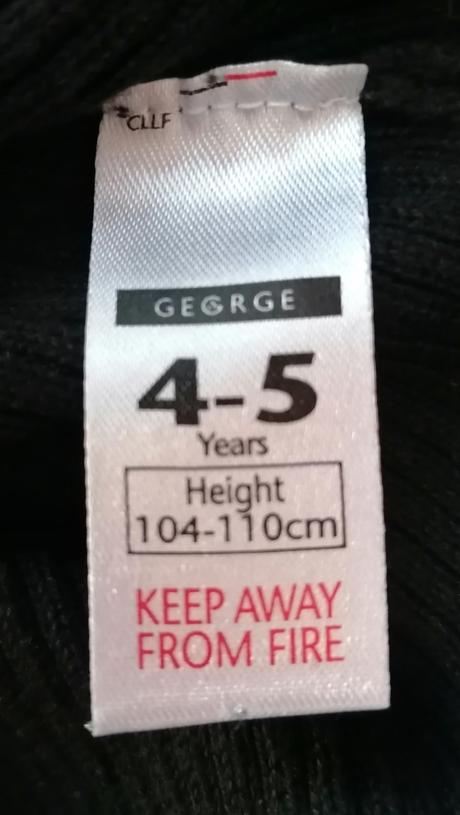 CLLF
GEORGE
4-5
Years
Height
104-110cm
KEEP AWAY
FROM FIRE